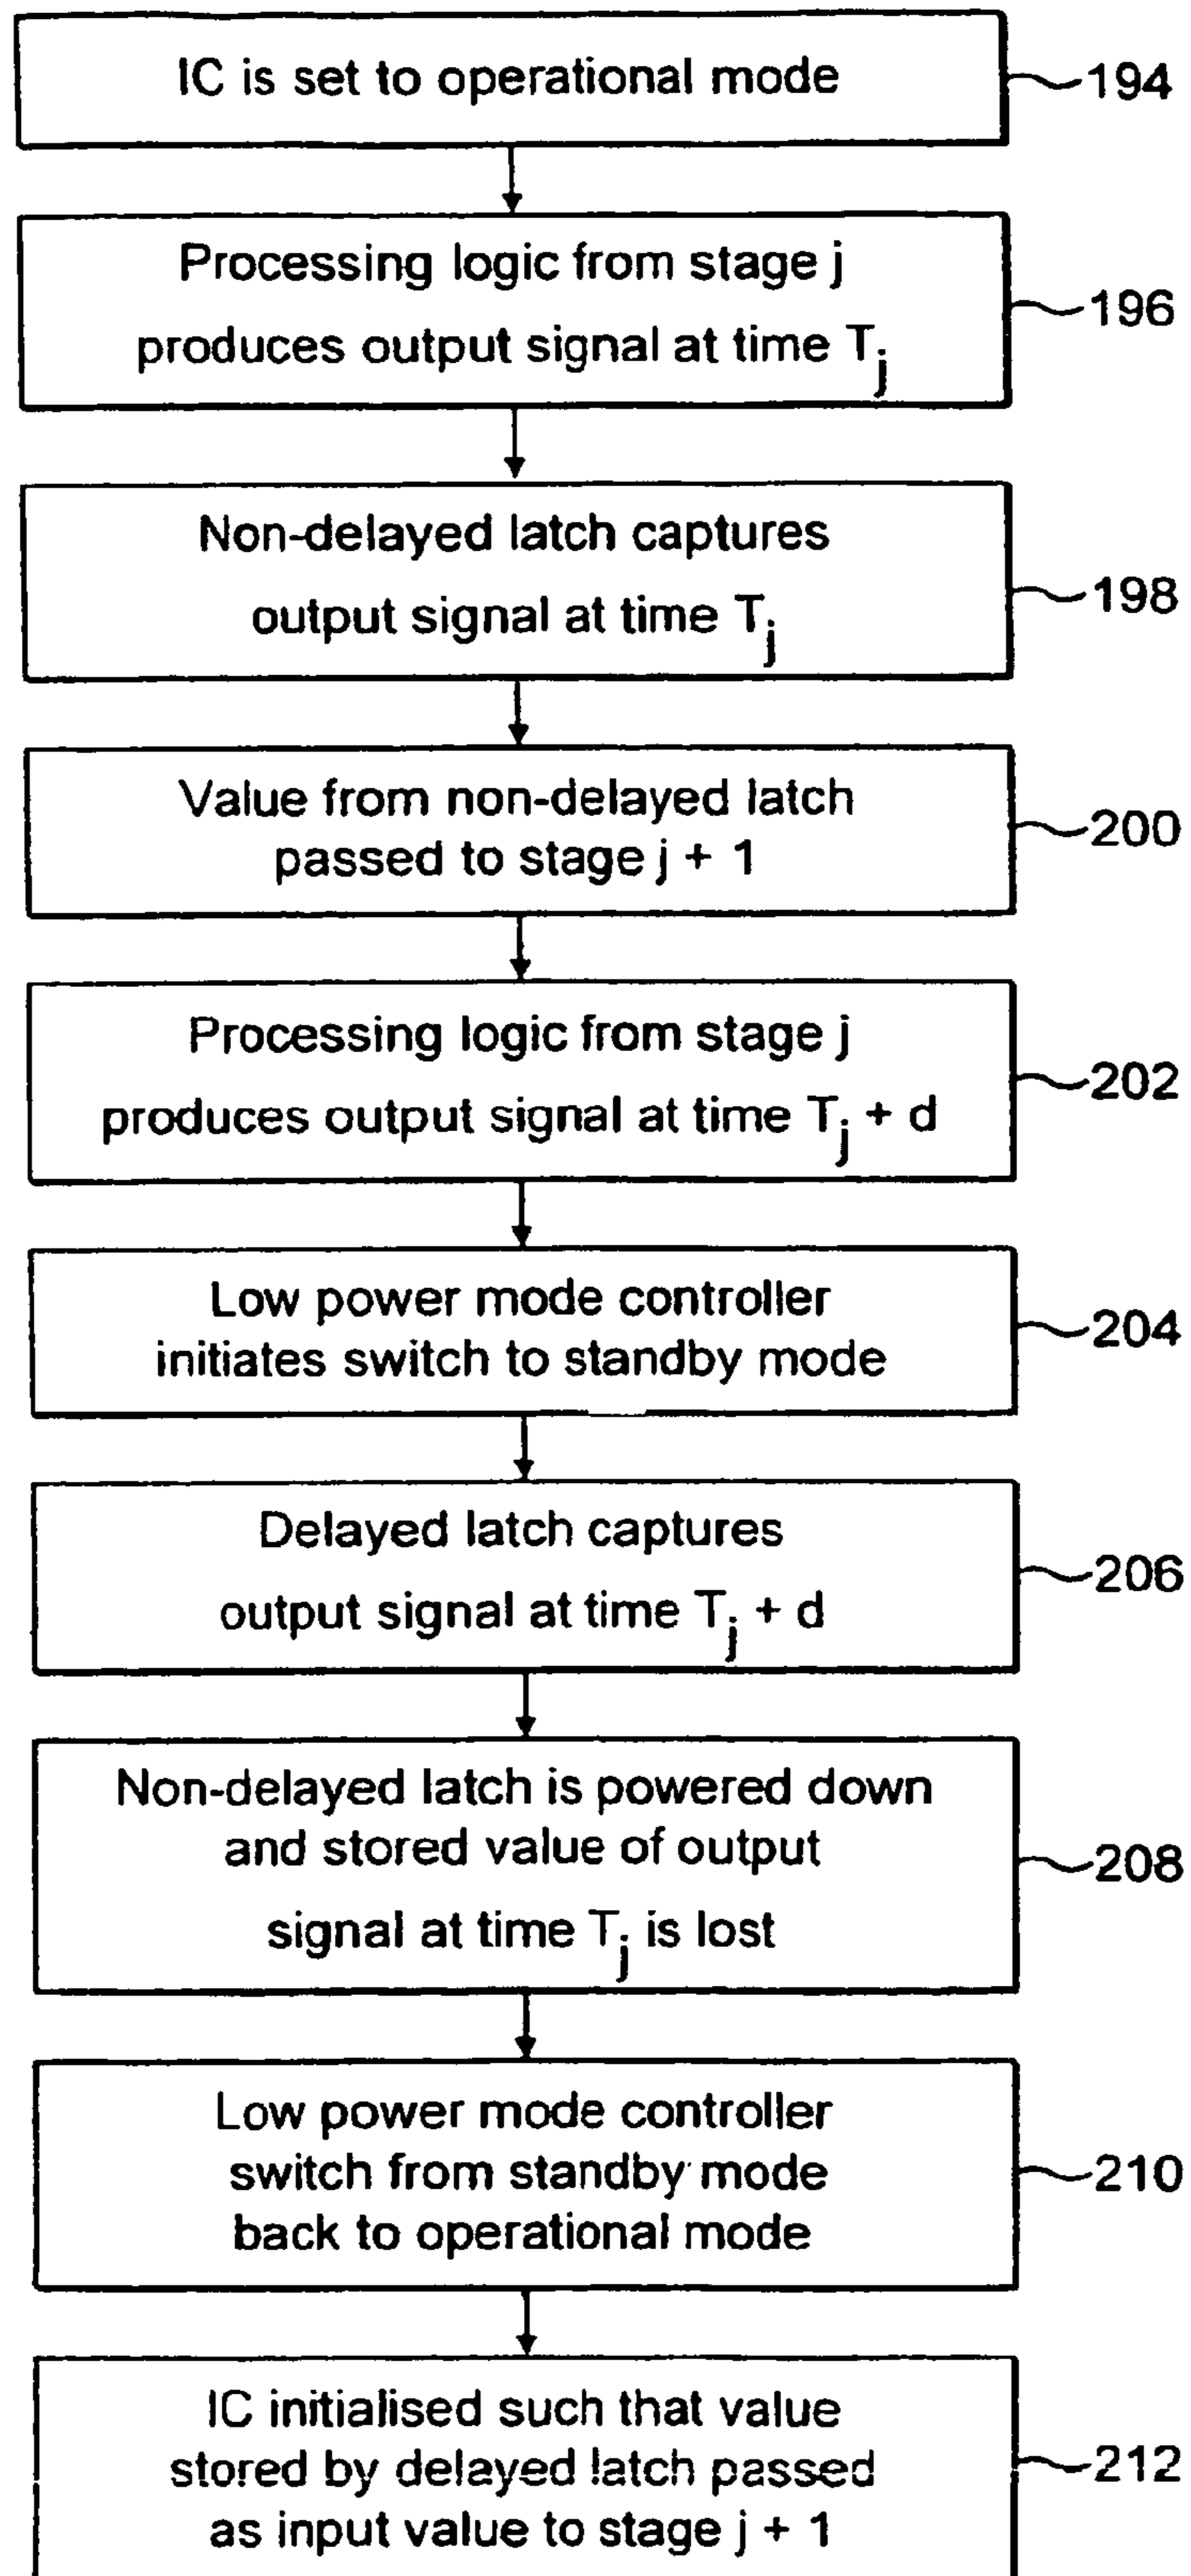 IC is set to operational mode
194
Processing logic from stage j
produces output signal at time Tj
196
Non-delayed latch captures
output signal at time Tj
198
Value from non-delayed latch
passed to stage j + 1
200
Processing logic from stage j
produces output signal at time Tj + d
202
Low power mode controller
initiates switch to standby mode
204
Delayed latch captures
output signal at time Tj + d
206
Non-delayed latch is powered down
and stored value of output
signal at time Tj is lost
208
Low power mode controller
switch from standby mode
back to operational mode
210
IC initialised such that value
stored by delayed latch passed
as input value to stage j + 1
212